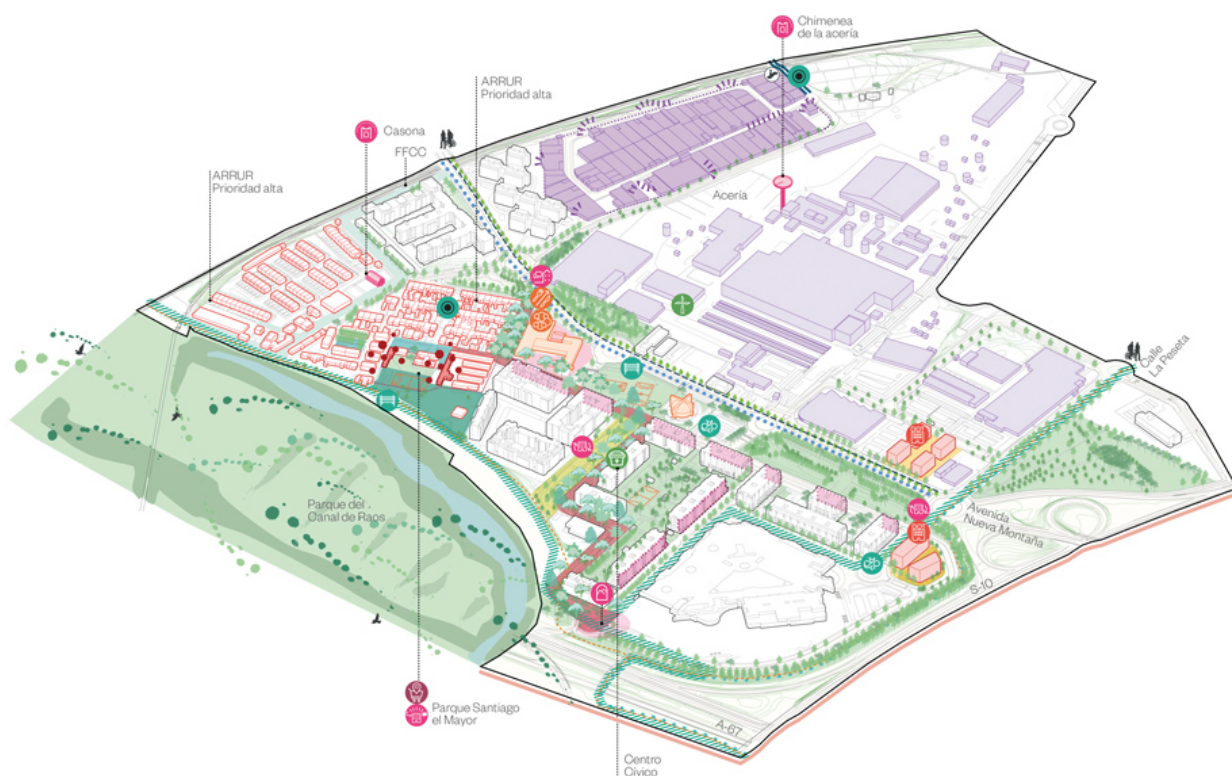 Chimenea
de la acería
ARRUR
Prioridad alta
Casona
FFCC
ARRUR
Prioridad alta
Acería
Calle
La Peseta
Parque del
Canal de Raos
Avenida
Nueva Montaña
S-10
Parque Santiago
el Mayor
A-67
Centro
Cívico